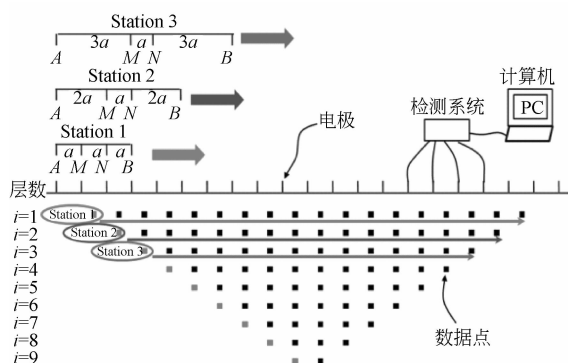 Station 3
3a a 3a
A M N B
Station 2
2a a 2a
A M N B
Station 1
a a a
A M N B
计算机
PC
检测系统
电极
层数
i=1 Station 1
i=2 Station 2
i=3 Station 3
i=4
i=5
i=6
i=7
i=8
i=9
数据点